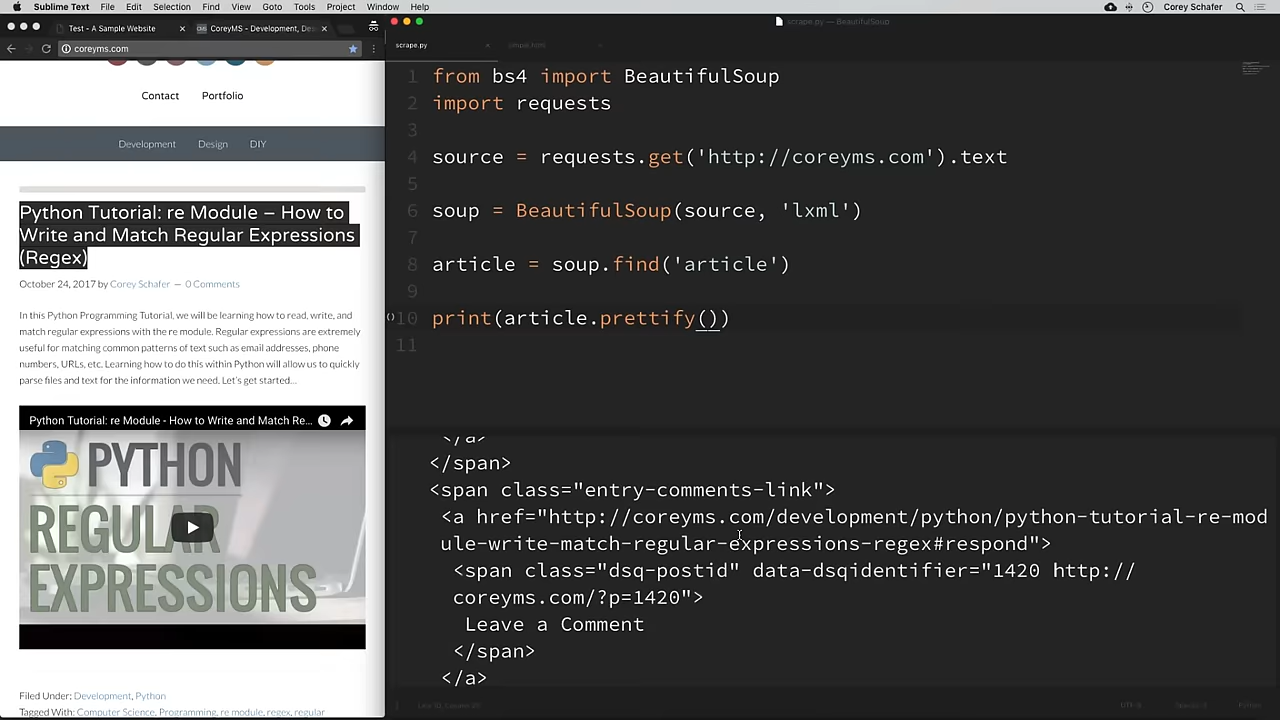 Sublime Text File Edit Selection Find View Goto Tools Project Window Help Corey Schafer
Test - A Sample Website
CoreyMS - Development, De
coreyms.com
Contact Portfolio
Development Design DIY
Python Tutorial: re Module – How to
Write and Match Regular Expressions
(Regex)
October 24, 2017 by Corey Schafer — 0 Comments
In this Python Programming Tutorial, we will be learning how to read, write, and
match regular expressions with the re module. Regular expressions are extremely
useful for matching common patterns of text such as email addresses, phone
numbers, URLs, etc. Learning how to do this within Python will allow us to quickly
parse files and text for the information we need. Let's get started…
Python Tutorial: re Module - How to Write and Match Re...
PYTHON
REGULAR
EXPRESSIONS
Filed Under: Development, Python
Tagged With: Computer Science, Programming, re module, regex, regular
scrape.py — BeautifulSoup
scrape.py
1 from bs4 import BeautifulSoup
2 import requests
3
4 source = requests.get('http://coreyms.com').text
5
6 soup = BeautifulSoup(source, 'lxml')
7
8 article = soup.find('article')
9
10 print(article.prettify())
11
</a>
</span>
<span class="entry-comments-link">
<a href="http://coreyms.com/development/python/python-tutorial-re-mod
ule-write-match-regular-expressions-regex#respond">
<span class="dsq-postid" data-dsqidentifier="1420 http://
coreyms.com/?p=1420">
Leave a Comment
</span>
</a>